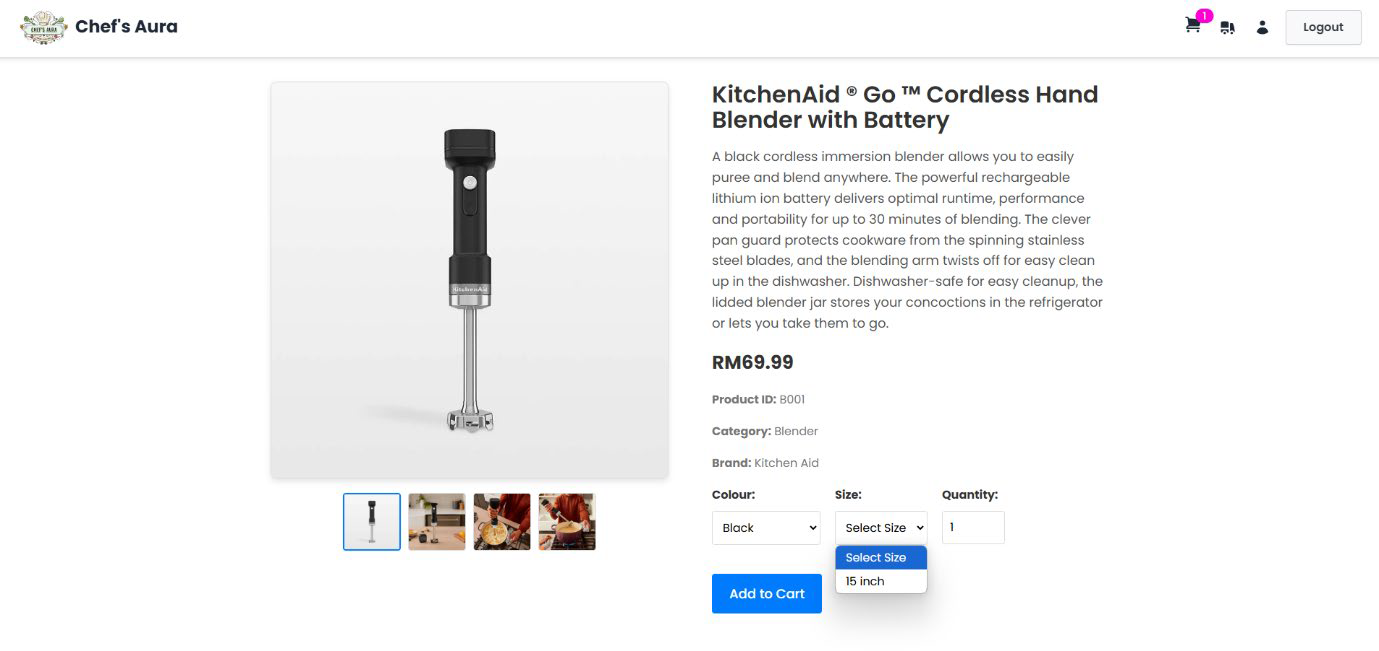 CHEF'S AURA
Chef's Aura
1
Logout
KitchenAid ® Go ™ Cordless Hand
Blender with Battery
A black cordless immersion blender allows you to easily
puree and blend anywhere. The powerful rechargeable
lithium ion battery delivers optimal runtime, performance
and portability for up to 30 minutes of blending. The clever
pan guard protects cookware from the spinning stainless
steel blades, and the blending arm twists off for easy clean
up in the dishwasher. Dishwasher-safe for easy cleanup, the
lidded blender jar stores your concoctions in the refrigerator
or lets you take them to go.
KitchenAid
RM69.99
Product ID: B001
Category: Blender
Brand: Kitchen Aid
Colour: Size: Quantity:
Black Select Size 1
Select Size
15 inch
Add to Cart